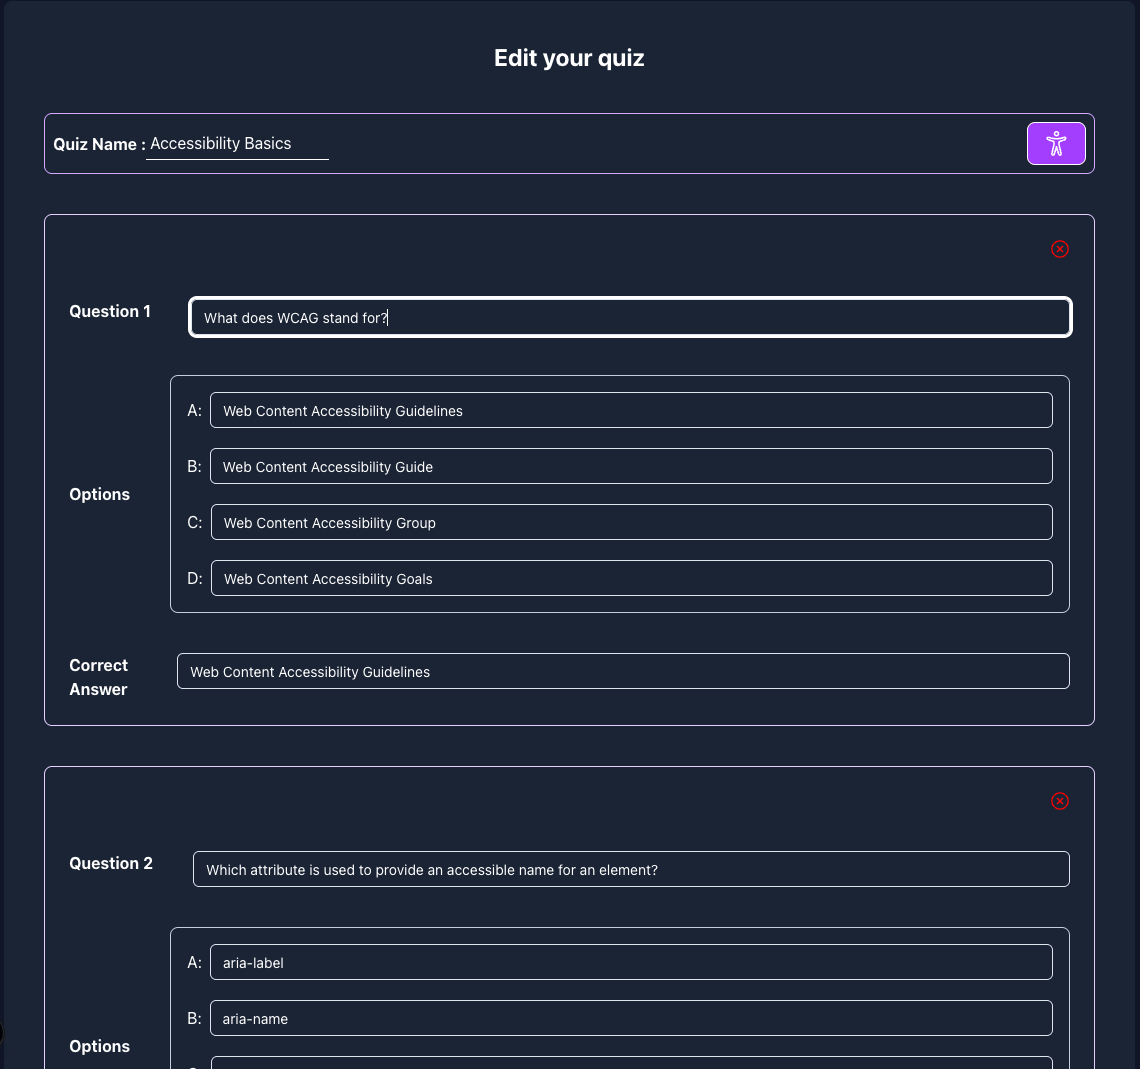 Edit your quiz
Quiz Name : Accessibility Basics
Question 1 What does WCAG stand for?
A: Web Content Accessibility Guidelines
B: Web Content Accessibility Guide
Options
C: Web Content Accessibility Group
D: Web Content Accessibility Goals
Correct Answer Web Content Accessibility Guidelines
Question 2 Which attribute is used to provide an accessible name for an element?
A: aria-label
B: aria-name
Options